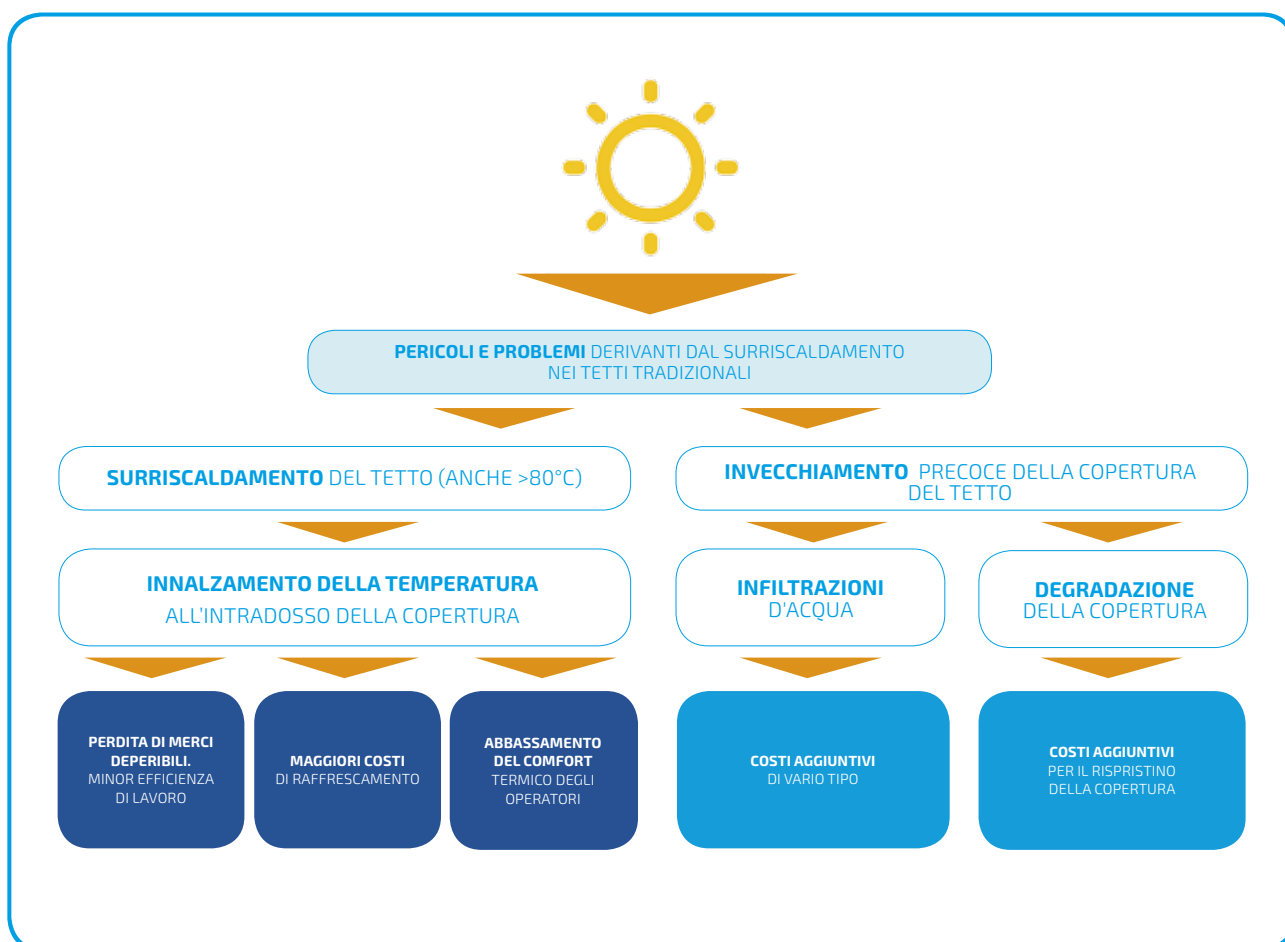 PERICOLI E PROBLEMI DERIVANTI DAL SURRISCALDAMENTO
NEI TETTI TRADIZIONALI
SURRISCALDAMENTO DEL TETTO (ANCHE >80°C)
INVECCHIAMENTO PRECOCE DELLA COPERTURA
DEL TETTO
INNALZAMENTO DELLA TEMPERATURA
ALL'INTRADOSSO DELLA COPERTURA
INFILTRAZIONI
D'ACQUA
DEGRADAZIONE
DELLA COPERTURA
PERDITA DI MERCI
DEPERIBILI.
MINOR EFFICIENZA
DI LAVORO
MAGGIORI COSTI
DI RAFFRESCAMENTO
ABBASSAMENTO
DEL COMFORT
TERMICO DEGLI
OPERATORI
COSTI AGGIUNTIVI
DI VARIO TIPO
COSTI AGGIUNTIVI
PER IL RISPRISTINO
DELLA COPERTURA